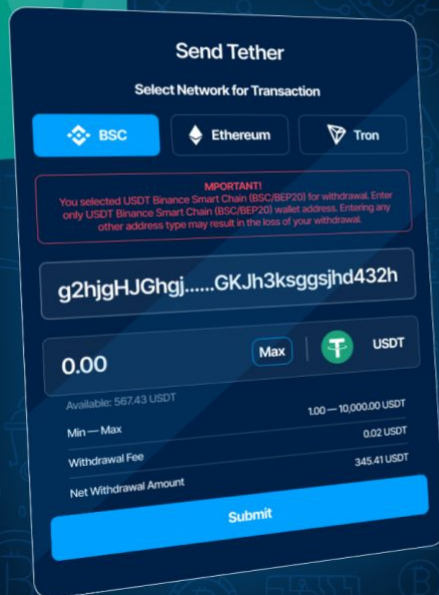 Send Tether
Select Network for Transaction
BSC
Ethereum
Tron
MPORTANT!
You selected USDT Binance Smart Chain (BSC/BEP20) for withdrawal. Enter
only USDT Binance Smart Chain (BSC/BEP20) wallet address. Entering any
other address type may result in the loss of your withdrawal.
g2hjgHJGhgj......GKJh3ksggsjhd432h
0.00
Max
USDT
Available: 567.43 USDT
Min — Max
1.00 — 10,000.00 USDT
Withdrawal Fee
0.02 USDT
Net Withdrawal Amount
345.41 USDT
Submit